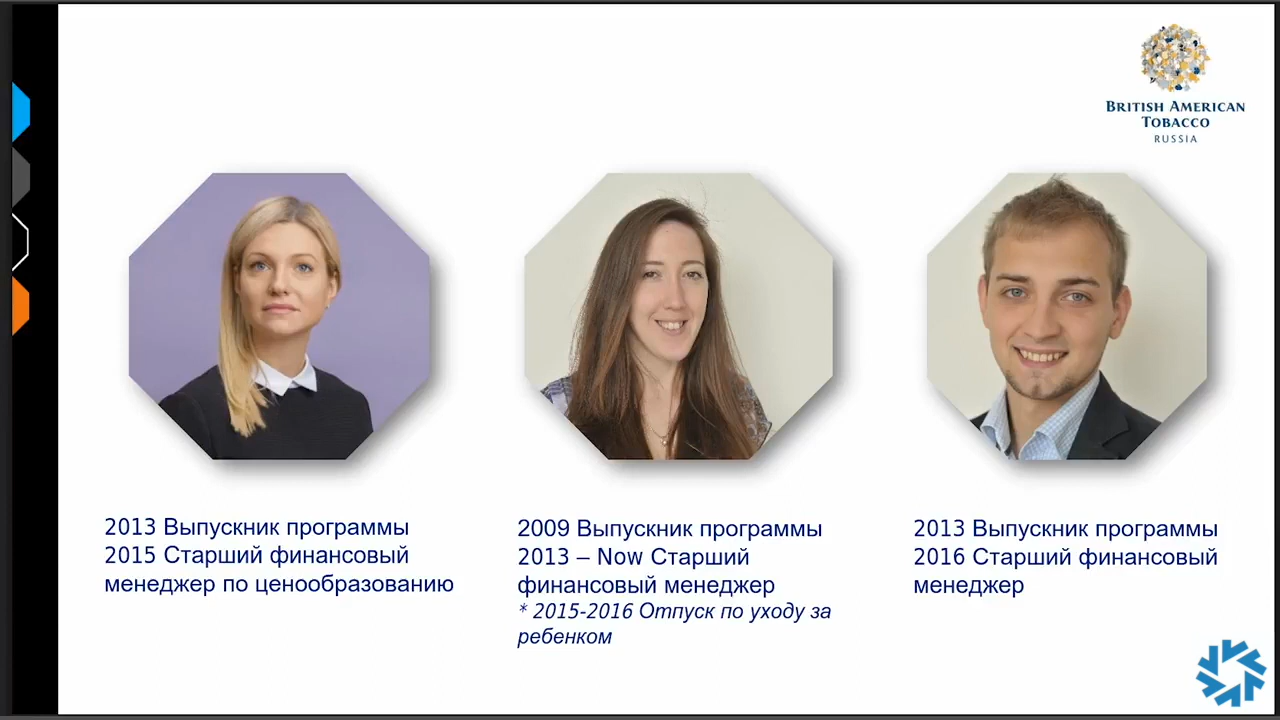 BRITISH AMERICAN
TOBACCO
RUSSIA
2013 Выпускник программы
2015 Старший финансовый
менеджер по ценообразованию
2009 Выпускник программы
2013 – Now Старший
финансовый менеджер
* 2015-2016 Отпуск по уходу за
ребенком
2013 Выпускник программы
2016 Старший финансовый
менеджер